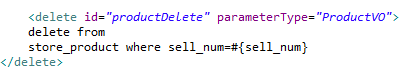 <delete id="productDelete" parameterType="ProductVO">
delete from
store_product where sell_num=#{sell_num}
</delete>